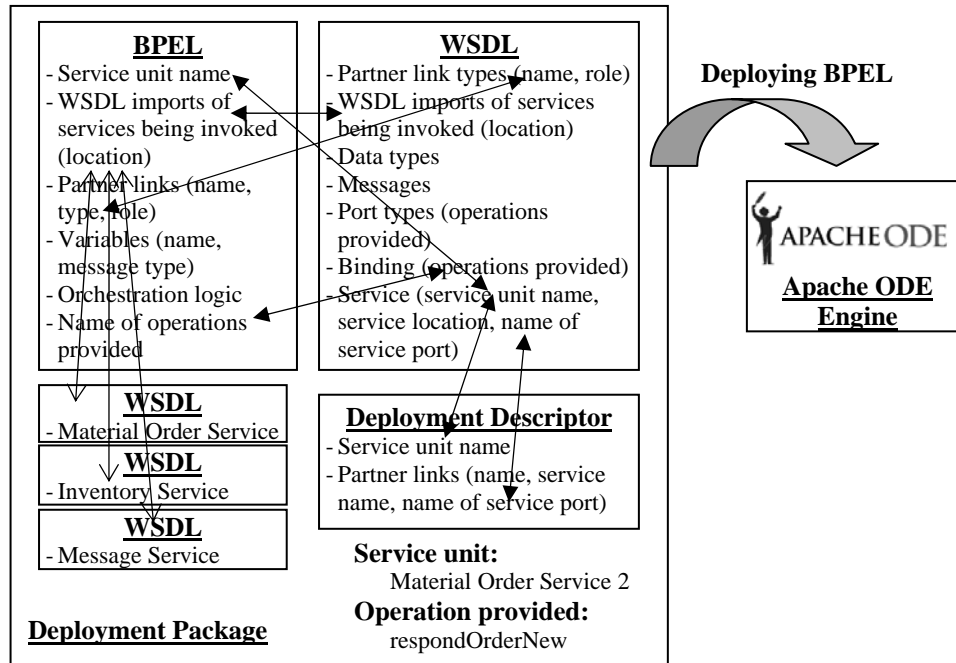 BPEL
- Service unit name
- WSDL imports of
services being invoked
(location)
- Partner links (name,
type, role)
- Variables (name,
message type)
- Orchestration logic
- Name of operations
provided
WSDL
- Partner link types (name, role)
- WSDL imports of services
being invoked (location)
- Data types
- Messages
- Port types (operations
provided)
- Binding (operations provided)
- Service (service unit name,
service location, name of
service port)
Deploying BPEL
APACHE ODE
Apache ODE
Engine
WSDL
- Material Order Service
WSDL
- Inventory Service
WSDL
- Message Service
Deployment Descriptor
- Service unit name
- Partner links (name, service
name, name of service port)
Service unit:
Material Order Service 2
Operation provided:
respondOrderNew
Deployment Package